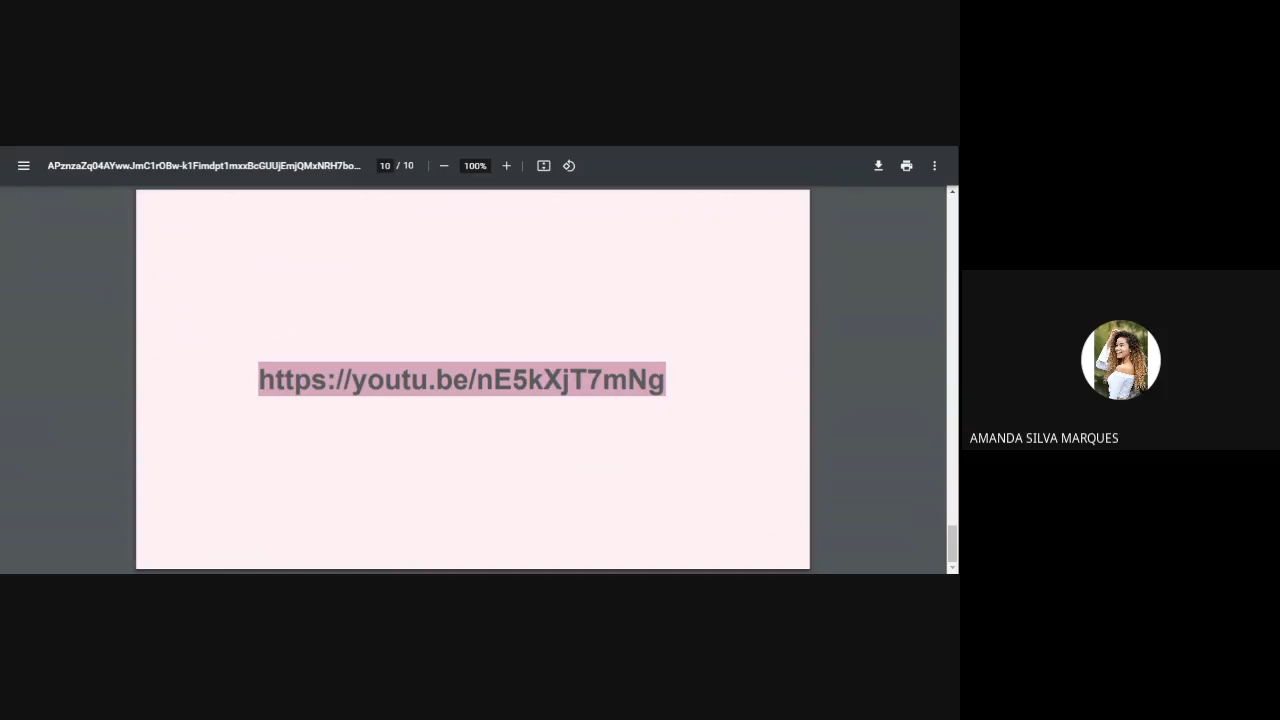 APznzaZq04AYwwJmC1rOBw-k1Fimdpt1mxxBcGUUjEmjQMxNRH7bo... 10 / 10 100%
https://youtu.be/nE5kXjT7mNg
AMANDA SILVA MARQUES